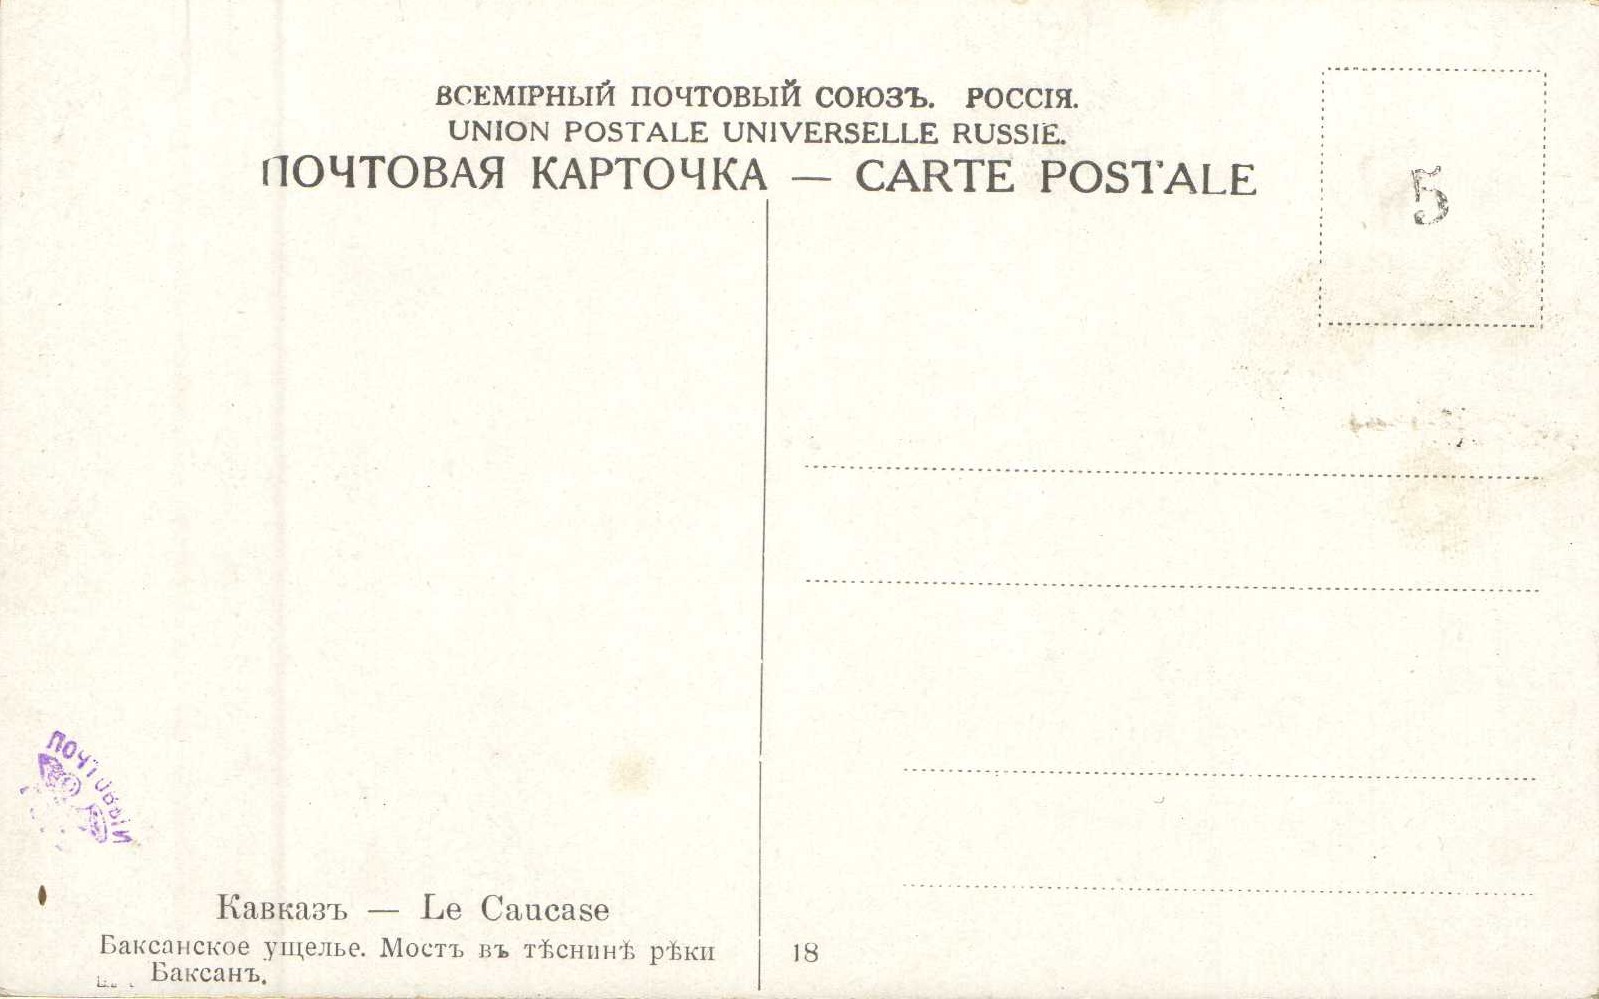 ВСЕМІРНЫЙ ПОЧТОВЫЙ СОЮЗЪ. РОССІЯ.
UNION POSTALE UNIVERSELLE RUSSIE.
ПОЧТОВАЯ КАРТОЧКА — CARTE POSTALE
5
ПОЧТОВЫЙ
Кавказъ — Le Caucase
Баксанское ущелье. Мостъ въ тѣснинѣ рѣки
Баксанъ.
18